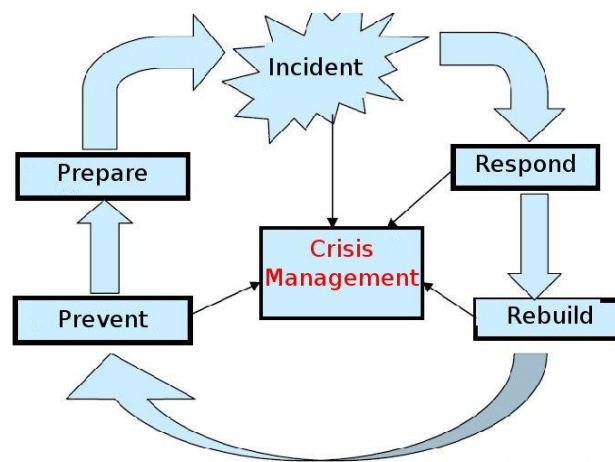 Incident
Prepare
Respond
Crisis
Management
Prevent
Rebuild